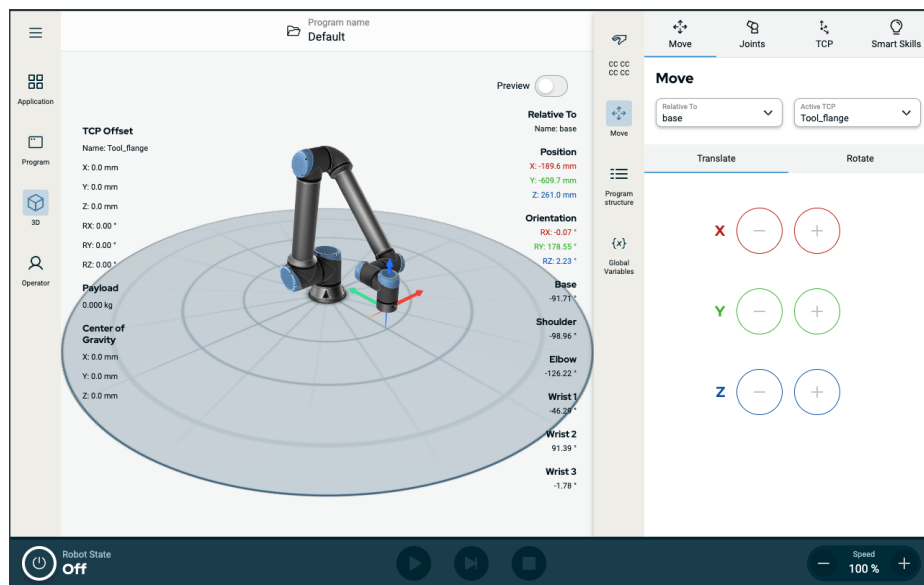 Program name
Default
Application
Program
3D
Operator
Preview
TCP Offset
Name: Tool_flange
X: 0.0 mm
Y: 0.0 mm
Z: 0.0 mm
RX: 0.00 °
RY: 0.00 °
RZ: 0.00 °
Payload
0.000 kg
Center of
Gravity
X: 0.0 mm
Y: 0.0 mm
Z: 0.0 mm
Relative To
Name: base
Position
X: -189.6 mm
Y: -609.7 mm
Z: 261.0 mm
Orientation
RX: -0.07 °
RY: 178.55 °
RZ: 2.23 °
Base
-91.71 °
Shoulder
-98.96 °
Elbow
-126.22 °
Wrist 1
-46.29 °
Wrist 2
91.39 °
Wrist 3
-1.78 °
CC CC
CC CC
Move
Program
structure
{x}
Global
Variables
Move
Joints
TCP
Smart Skills
Move
Relative To
base
Active TCP
Tool_flange
Translate
Rotate
X − +
Y − +
Z − +
Robot State
Off
Speed
− 100 % +